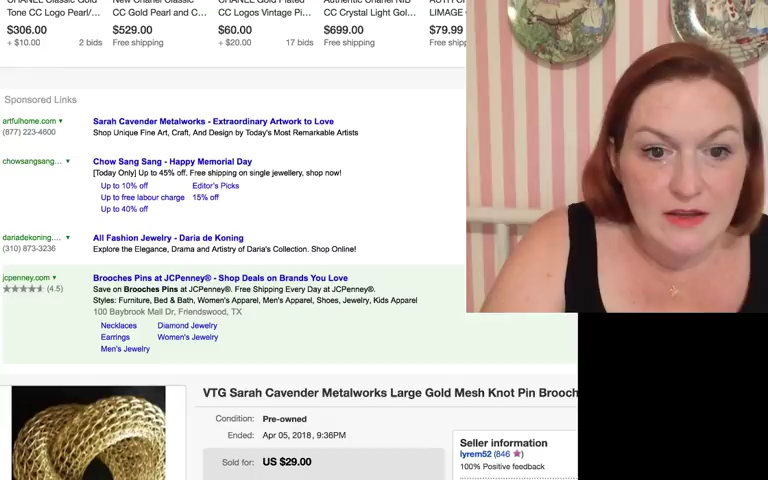 CHANEL Classic Gold
Tone CC Logo Pearl/...
$306.00
+ $10.00 2 bids
New Chanel Classic
CC Gold Pearl and C...
$529.00
Free shipping
CHANEL Gold Plated
CC Logos Vintage Pi...
$60.00
+ $20.00 17 bids
Authentic Chanel NIB
CC Crystal Light Gol...
$699.00
Free shipping
LIMAGE
$79.99
Free shipp
Sponsored Links
artfulhome.com
(877) 223-4600
Sarah Cavender Metalworks - Extraordinary Artwork to Love
Shop Unique Fine Art, Craft, And Design by Today's Most Remarkable Artists
chowsangsang...
Chow Sang Sang - Happy Memorial Day
[Today Only] Up to 45% off. Free shipping on single jewellery, shop now!
Up to 10% off Editor's Picks
Up to free labour charge 15% off
Up to 40% off
dariadekoning....
(310) 873-3236
All Fashion Jewelry - Daria de Koning
Explore the Elegance, Drama and Artistry of Daria's Collection. Shop Online!
jcpenney.com
(4.5)
Brooches Pins at JCPenney® - Shop Deals on Brands You Love
Save on Brooches Pins at JCPenney®. Free Shipping Every Day at JCPenney®.
Styles: Furniture, Bed & Bath, Women's Apparel, Men's Apparel, Shoes, Jewelry, Kids Apparel
100 Baybrook Mall Dr, Friendswood, TX
Necklaces Diamond Jewelry
Earrings Women's Jewelry
Men's Jewelry
VTG Sarah Cavender Metalworks Large Gold Mesh Knot Pin Brooch
Condition: Pre-owned
Ended: Apr 05, 2018 , 9:36PM
Sold for: US $29.00
Seller information
lyrem52 (846)
100% Positive feedback